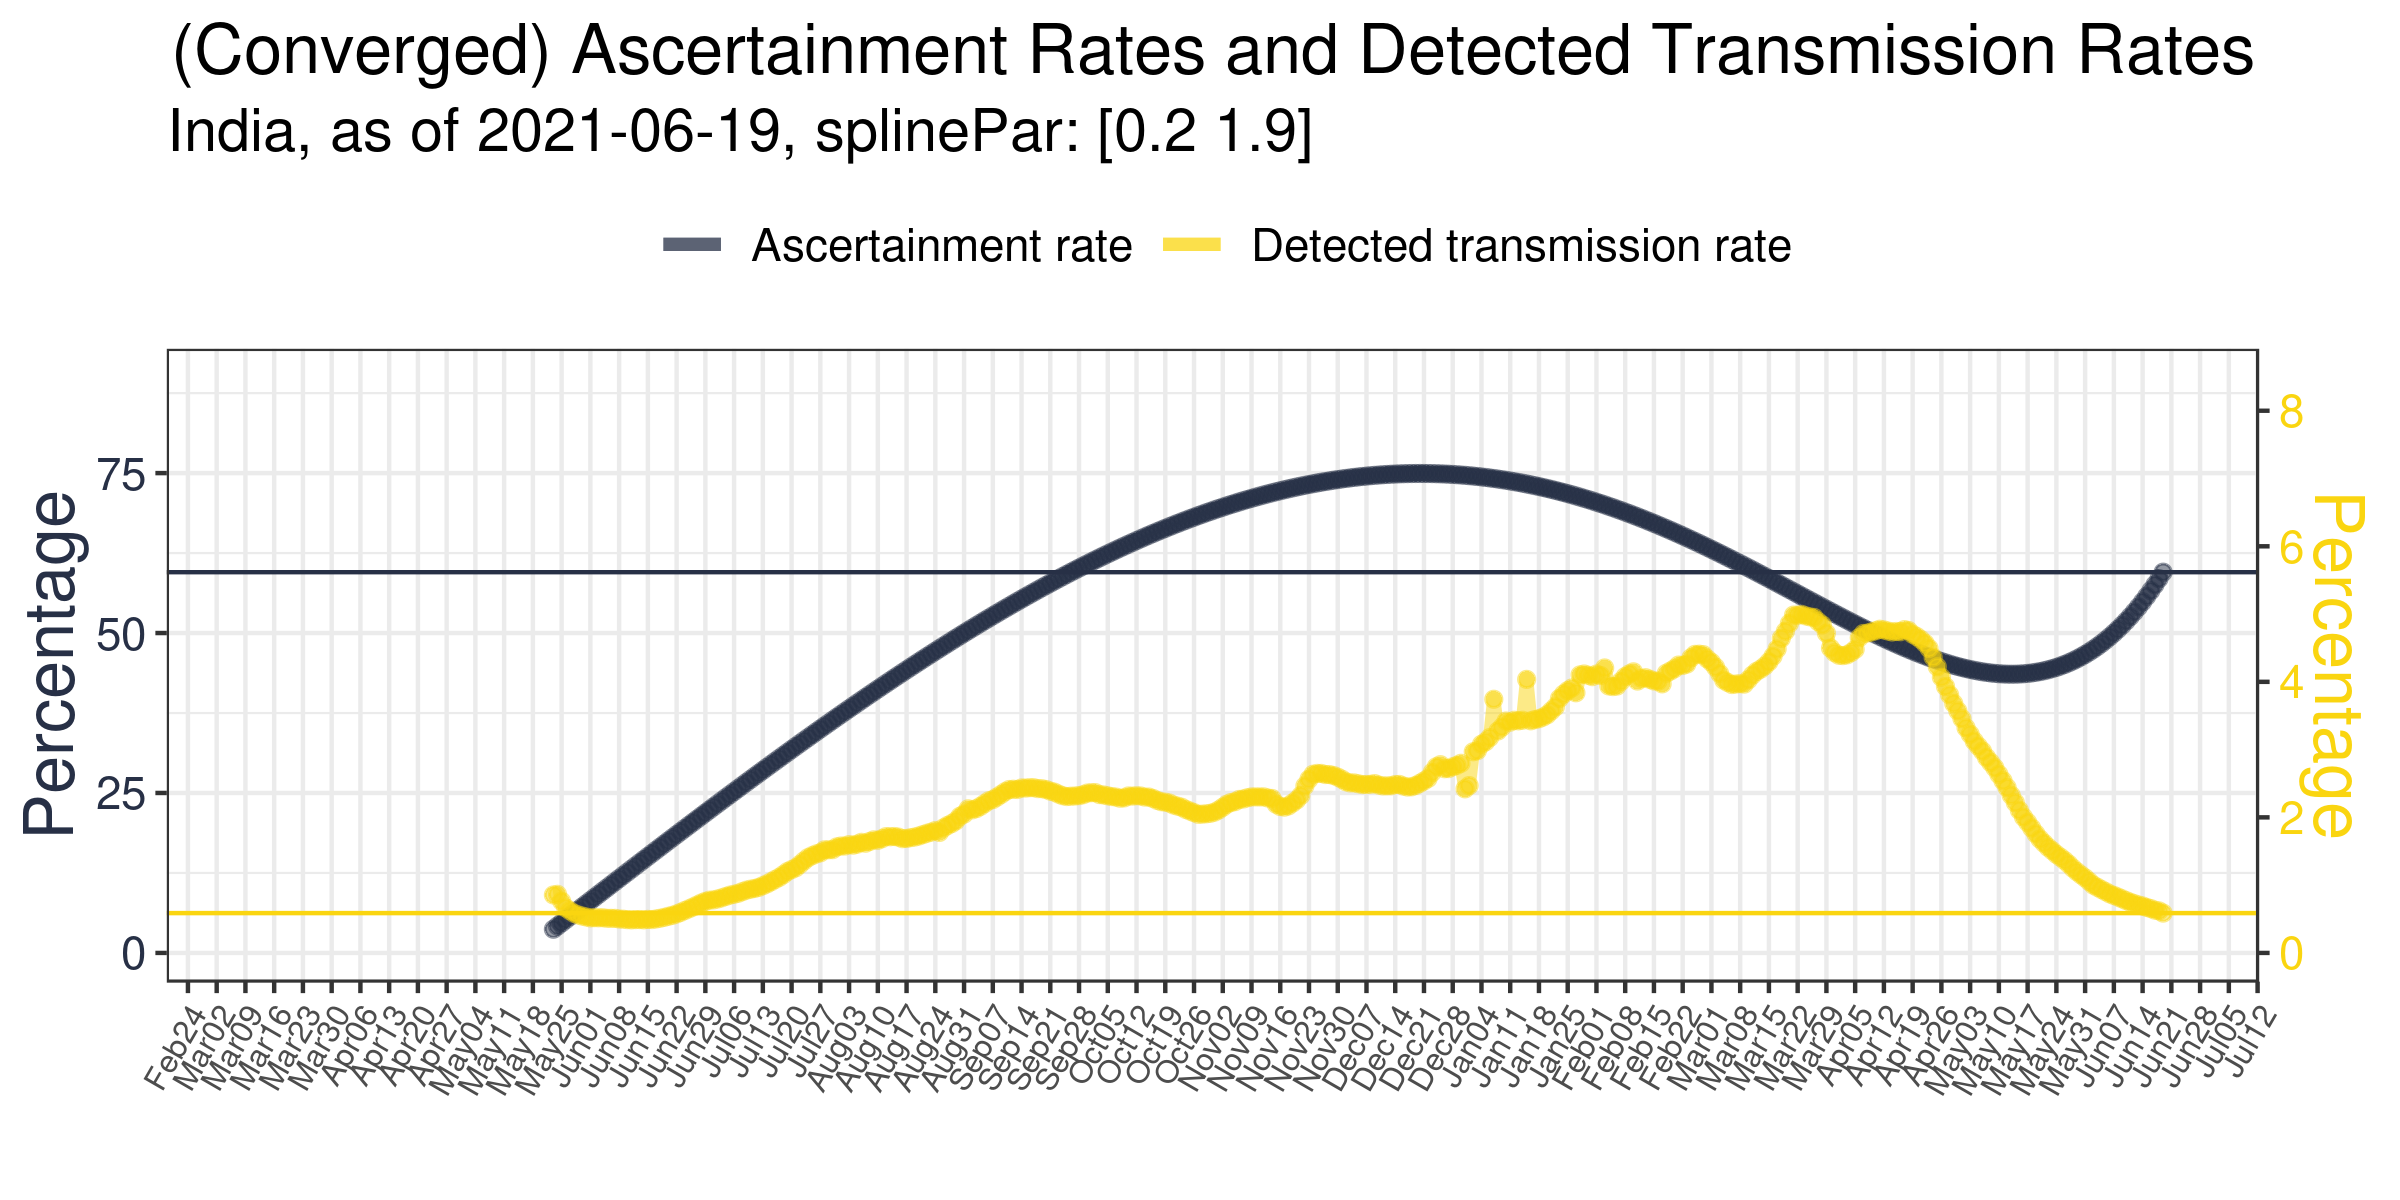 (Converged) Ascertainment Rates and Detected Transmission Rates
India, as of 2021-06-19, splinePar: [0.2 1.9]
Ascertainment rate
Detected transmission rate
Percentage
75
50
25
0
8
6
4
2
0
Percentage
Feb24
Mar02
Mar09
Mar16
Mar23
Mar30
Apr06
Apr13
Apr20
Apr27
May04
May11
May18
May25
Jun01
Jun08
Jun15
Jun22
Jun29
Jul06
Jul13
Jul20
Jul27
Aug03
Aug10
Aug17
Aug24
Aug31
Sep07
Sep14
Sep21
Sep28
Oct05
Oct12
Oct19
Oct26
Nov02
Nov09
Nov16
Nov23
Nov30
Dec07
Dec14
Dec21
Dec28
Jan04
Jan11
Jan18
Jan25
Feb01
Feb08
Feb15
Feb22
Mar01
Mar08
Mar15
Mar22
Mar29
Apr05
Apr12
Apr19
Apr26
May03
May10
May17
May24
May31
Jun07
Jun14
Jun21
Jun28
Jul05
Jul12